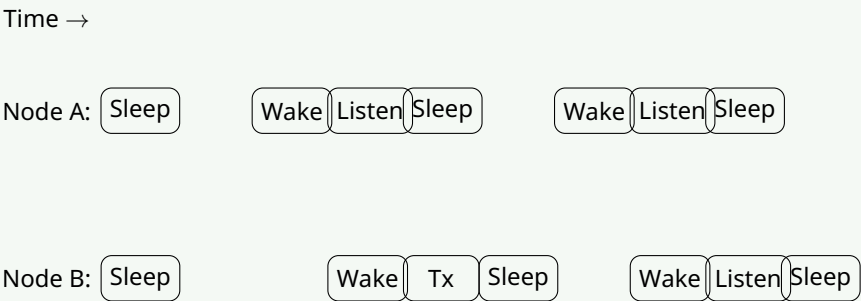 Time →
Node A: Sleep Wake Listen Sleep Wake Listen Sleep
Node B: Sleep Wake Tx Sleep Wake Listen Sleep